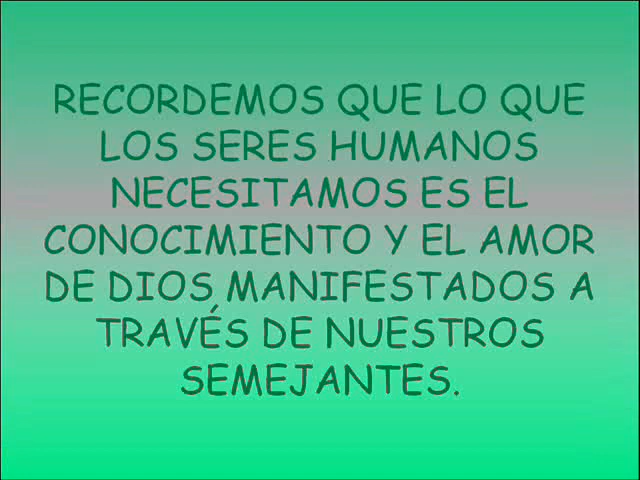 RECORDEMOS QUE LO QUE
LOS SERES HUMANOS
NECESITAMOS ES EL
CONOCIMIENTO Y EL AMOR
DE DIOS MANIFESTADOS A
TRAVÉS DE NUESTROS
SEMEJANTES.